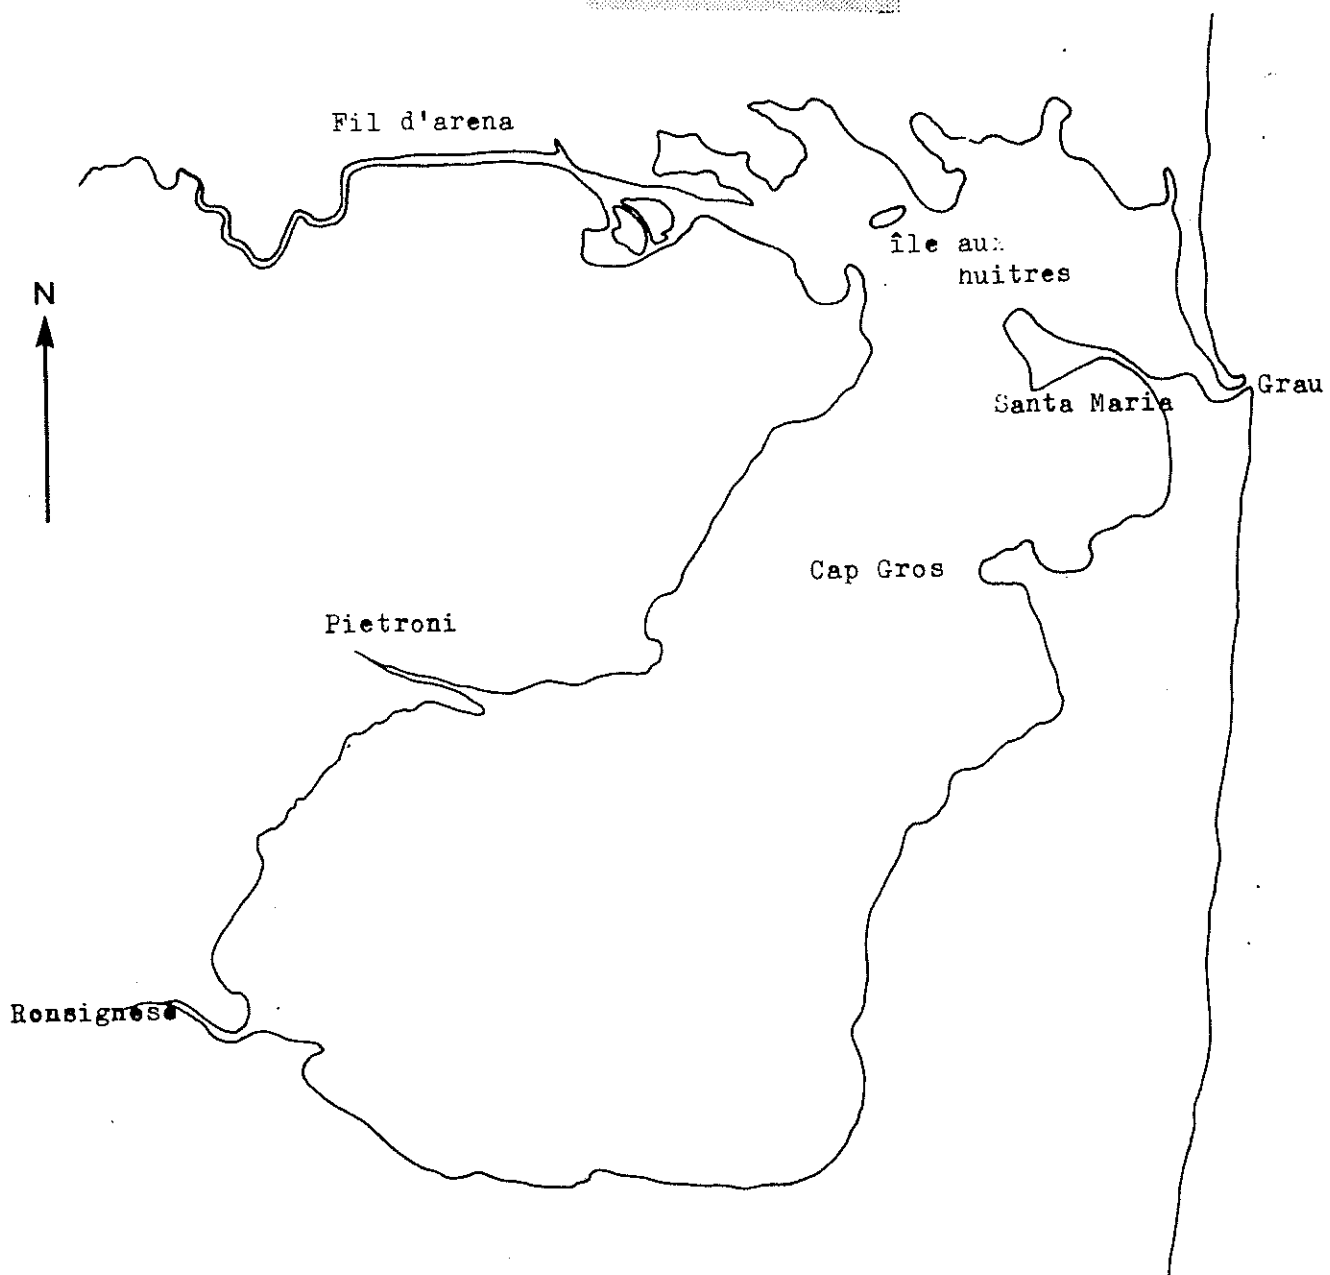 Fil d'arena
N
île aux
huitres
Grau
Santa Maria
Cap Gros
Pietroni
Ronsignese